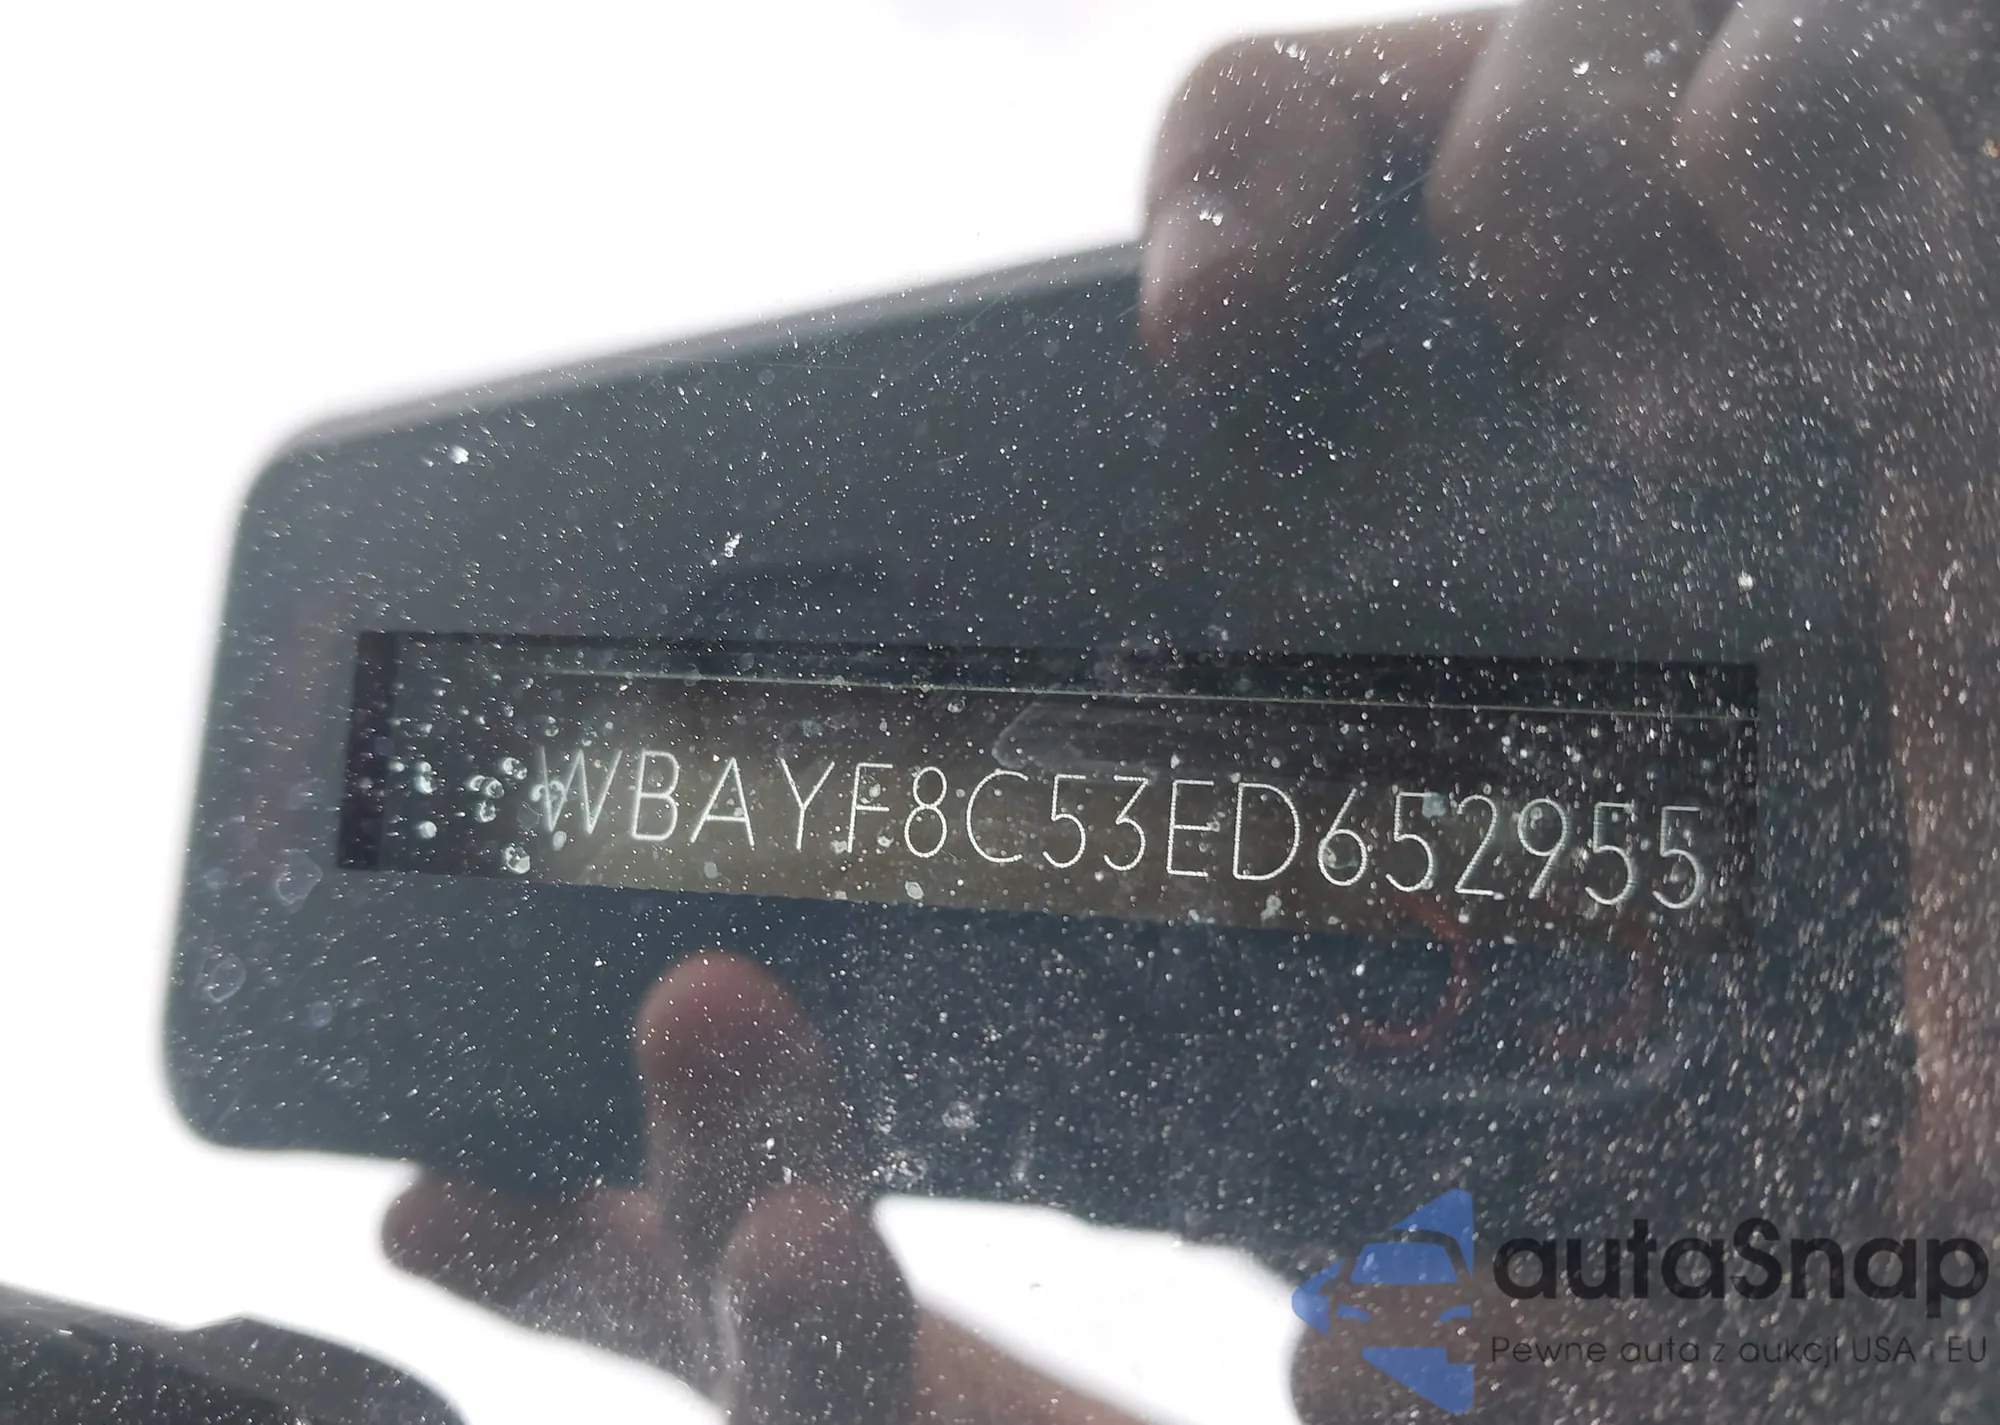 WBAYF8C53ED652955
autaSnap
Pewne auta z aukcji USA i EU